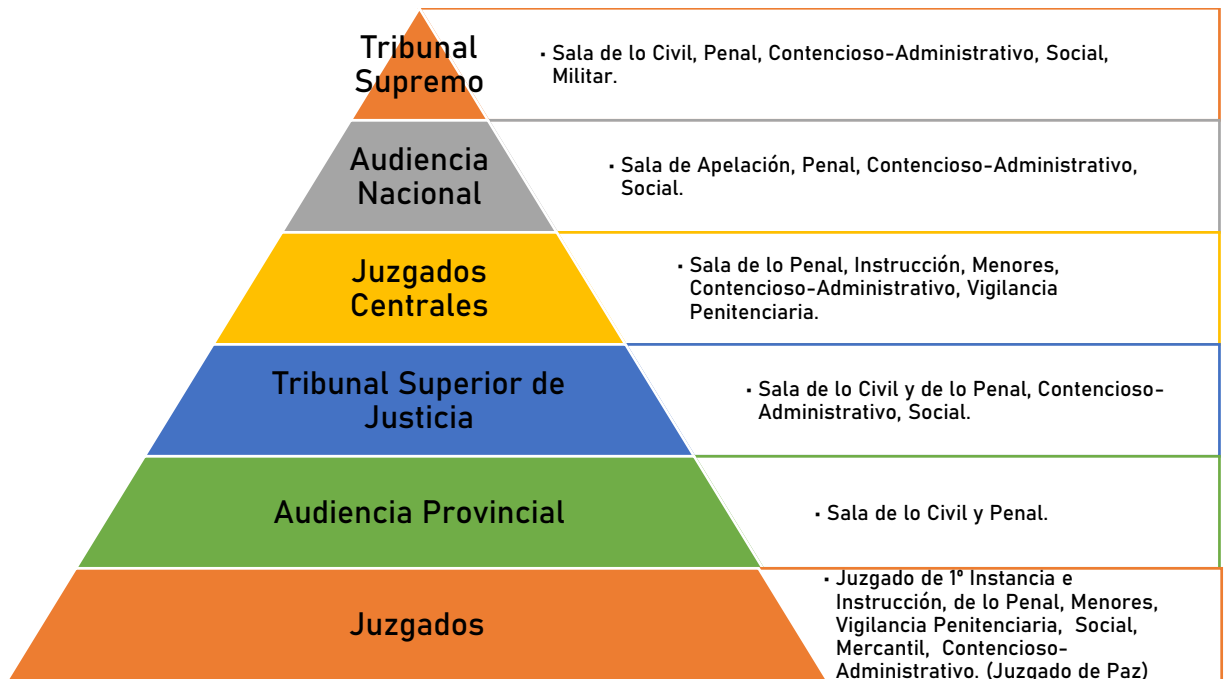 Tribunal
Supremo
▪ Sala de lo Civil, Penal, Contencioso-Administrativo, Social,
Militar.
Audiencia
Nacional
▪ Sala de Apelación, Penal, Contencioso-Administrativo,
Social.
Juzgados
Centrales
▪ Sala de lo Penal, Instrucción, Menores,
Contencioso-Administrativo, Vigilancia
Penitenciaria.
Tribunal Superior de
Justicia
▪ Sala de lo Civil y de lo Penal, Contencioso-
Administrativo, Social.
Audiencia Provincial
▪ Sala de lo Civil y Penal.
Juzgados
▪ Juzgado de 1º Instancia e
Instrucción, de lo Penal, Menores,
Vigilancia Penitenciaria, Social,
Mercantil, Contencioso-
Administrativo. (Juzgado de Paz)